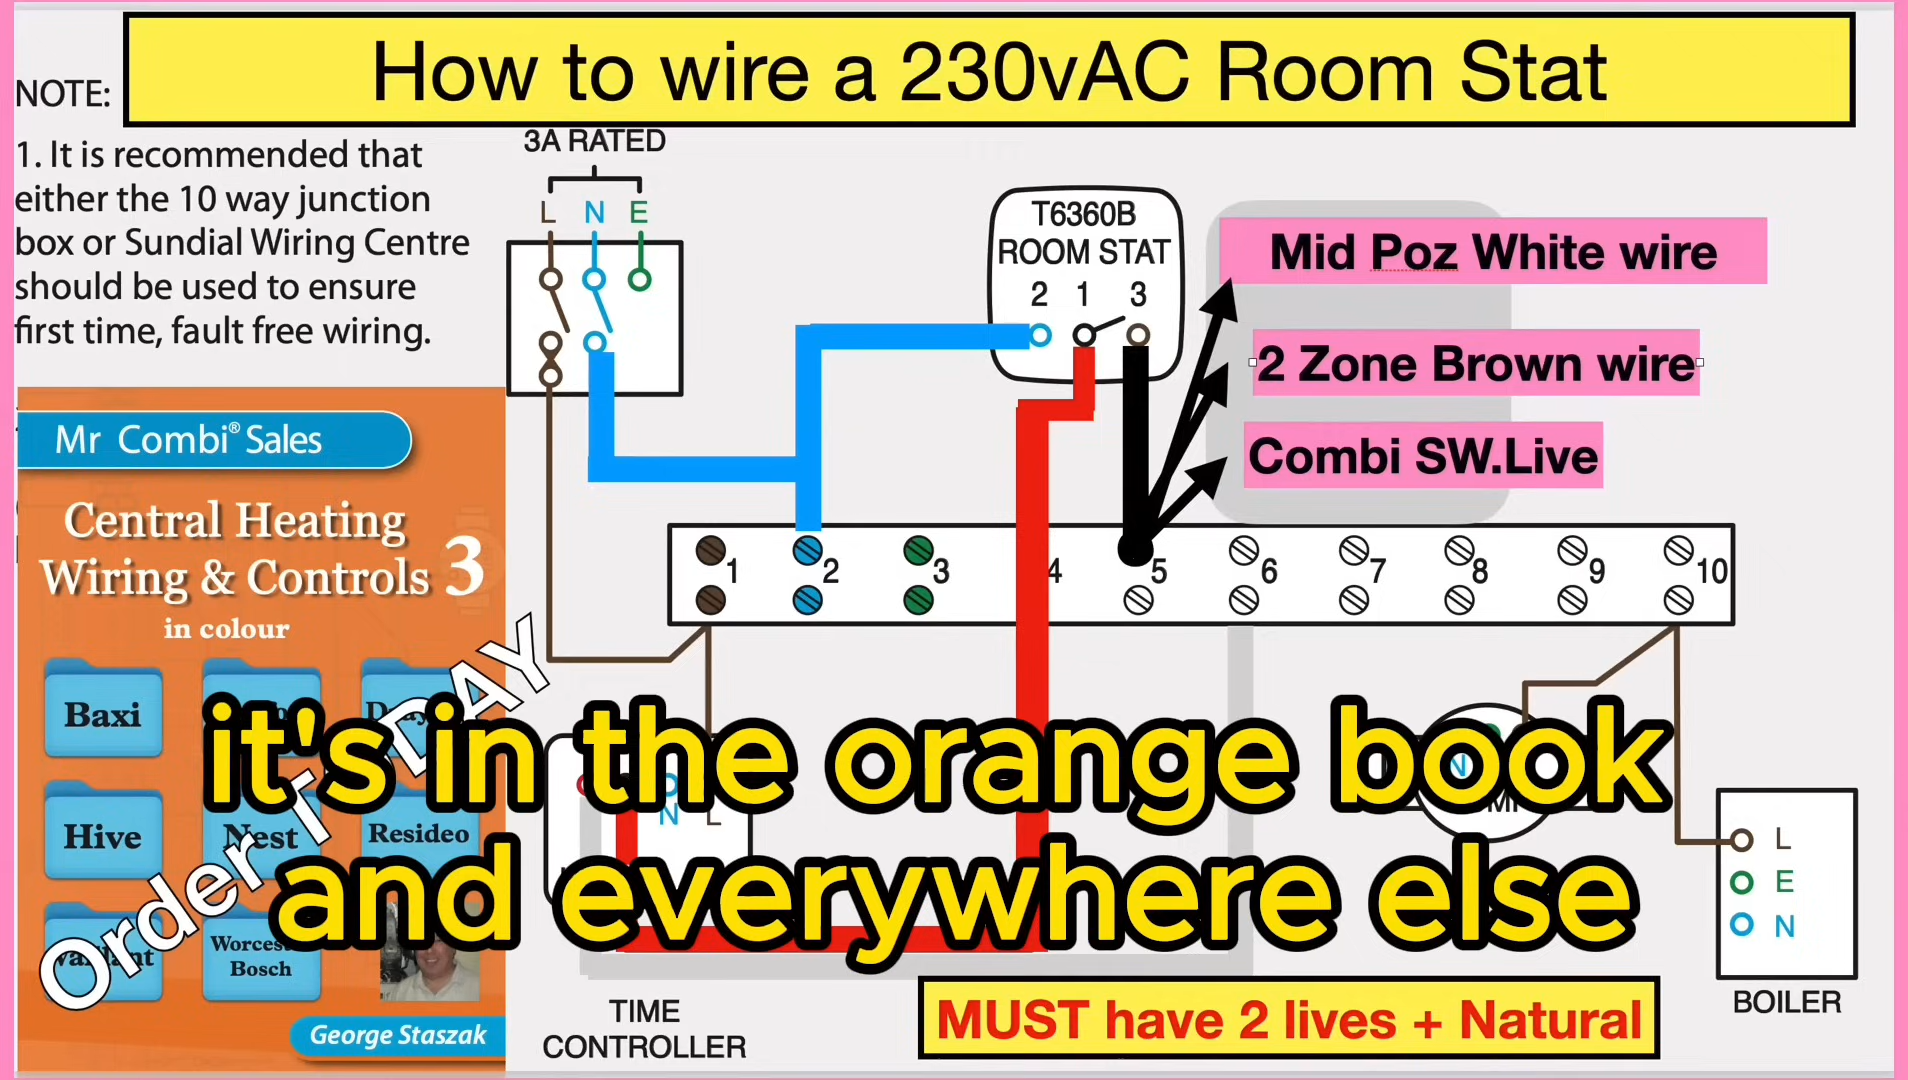 How to wire a 230vAC Room Stat
NOTE:
1. It is recommended that
either the 10 way junction
box or Sundial Wiring Centre
should be used to ensure
first time, fault free wiring.
3A RATED
L N E
T6360B
ROOM STAT
2 1 3
Mid Poz White wire
2 Zone Brown wire
Combi SW.Live
Mr Combi® Sales
Central Heating
Wiring & Controls 3
in colour
1 2 3 4 5 6 7 8 9 10
Baxi
Hive
Nest
Resideo
Worcest
Bosch
George Staszak
it's in the orange book
and everywhere else
N L
N
L
E
N
BOILER
TIME
CONTROLLER
MUST have 2 lives + Natural